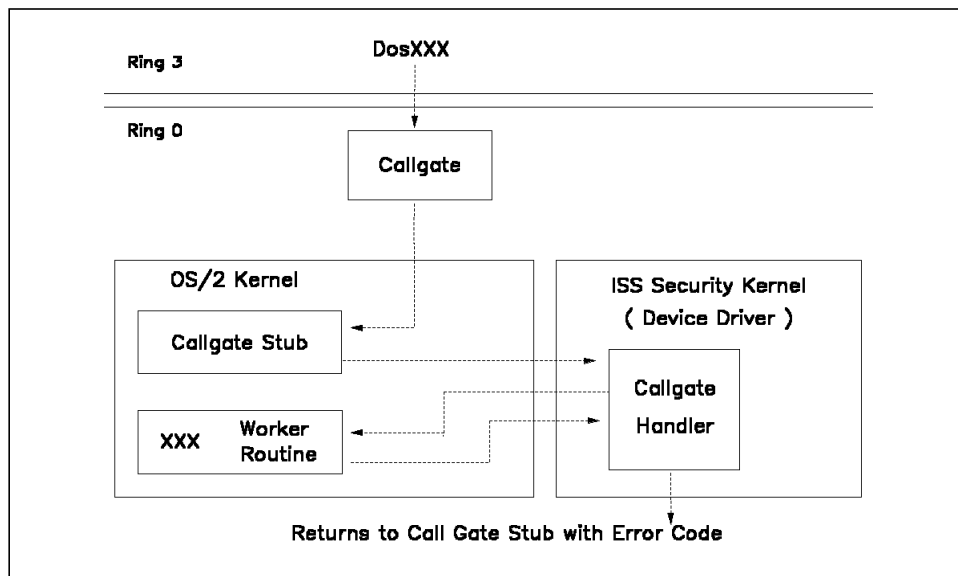 DosXXX
Ring 3
Ring 0
Callgate
OS/2 Kernel
ISS Security Kernel
( Device Driver )
Callgate Stub
Callgate
Handler
XXX Worker
Routine
Returns to Call Gate Stub with Error Code